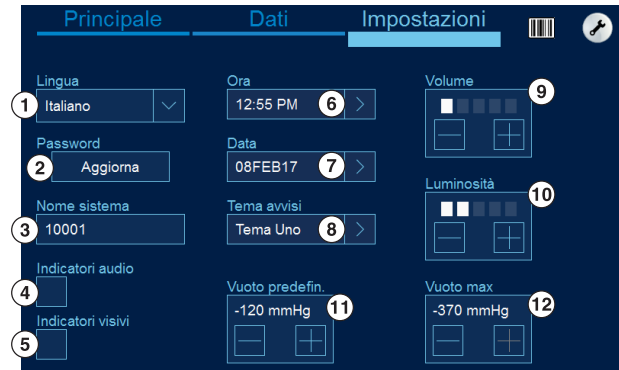 Principale Dati Impostazioni
Lingua
1 Italiano
Password
2 Aggiorna
Nome sistema
3 10001
Indicatori audio
4
Indicatori visivi
5
Ora
12:55 PM 6
Data
08FEB17 7
Tema avvisi
Tema Uno 8
Volume
9
Luminosità
10
Vuoto predefin.
-120 mmHg 11
Vuoto max
-370 mmHg 12